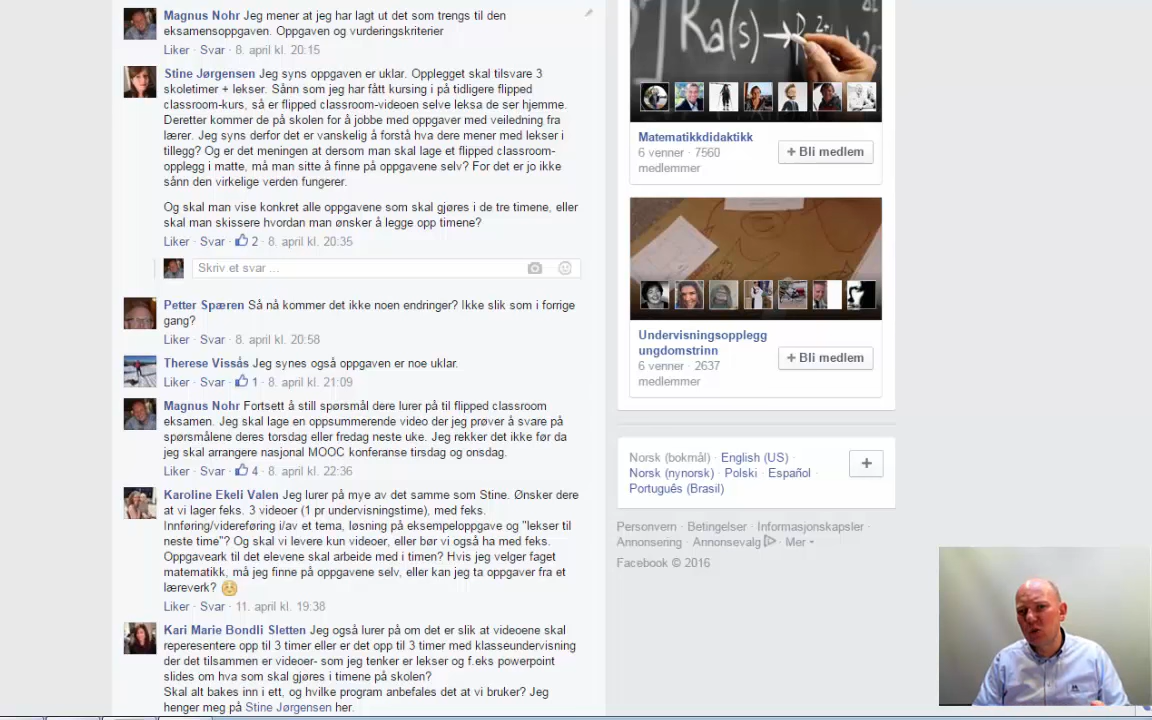 Magnus Nohr Jeg mener at jeg har lagt ut det som trengs til den
eksamensoppgaven. Oppgaven og vurderingskriterier
Liker · Svar · 8. april kl. 20:15
Stine Jørgensen Jeg syns oppgaven er uklar. Opplegget skal tilsvare 3
skoletimer + lekser. Sånn som jeg har fått kursing i på tidligere flipped
classroom-kurs, så er flipped classroom-videoen selve leksa de ser hjemme.
Deretter kommer de på skolen for å jobbe med oppgaver med veiledning fra
lærer. Jeg syns derfor det er vanskelig å forstå hva dere mener med lekser i
tillegg? Og er det meningen at dersom man skal lage et flipped classroom-
opplegg i matte, må man sitte å finne på oppgavene selv? For det er jo ikke
sånn den virkelige verden fungerer.
Og skal man vise konkret alle oppgavene som skal gjøres i de tre timene, eller
skal man skissere hvordan man ønsker å legge opp timene?
Liker · Svar · 2 · 8. april kl. 20:35
Skriv et svar ...
Petter Spæren Så nå kommer det ikke noen endringer? Ikke slik som i forrige
gang?
Liker · Svar · 8. april kl. 20:58
Therese Vissås Jeg synes også oppgaven er noe uklar.
Liker · Svar · 1 · 8. april kl. 21:09
Magnus Nohr Fortsett å still spørsmål dere lurer på til flipped classroom
eksamen. Jeg skal lage en oppsummerende video der jeg prøver å svare på
spørsmålene deres torsdag eller fredag neste uke. Jeg rekker det ikke før da
jeg skal arrangere nasjonal MOOC konferanse tirsdag og onsdag.
Liker · Svar · 4 · 8. april kl. 22:36
Karoline Ekeli Valen Jeg lurer på mye av det samme som Stine. Ønsker dere
at vi lager feks. 3 videoer (1 pr undervisningstime), med feks.
Innføring/videreføring i/av et tema, løsning på eksempeloppgave og "lekser til
neste time"? Og skal vi levere kun videoer, eller bør vi også ha med feks.
Oppgaveark til det elevene skal arbeide med i timen? Hvis jeg velger faget
matematikk, må jeg finne på oppgavene selv, eller kan jeg ta oppgaver fra et
læreverk?
Liker · Svar · 11. april kl. 19:38
Kari Marie Bondli Sletten Jeg også lurer på om det er slik at videoene skal
reperesentere opp til 3 timer eller er det opp til 3 timer med klasseundervisning
der det tilsammen er videoer- som jeg tenker er lekser og f.eks powerpoint
slides om hva som skal gjøres i timene på skolen?
Skal alt bakes inn i ett, og hvilke program anbefales det at vi bruker? Jeg
henger meg på Stine Jørgensen her.
Ra(s)
Matematikkdidaktikk
6 venner · 7560
medlemmer
+ Bli medlem
Undervisningsopplegg
ungdomstrinn
6 venner · 2637
medlemmer
+ Bli medlem
Norsk (bokmål) · English (US) ·
Norsk (nynorsk) · Polski · Español ·
Português (Brasil)
+
Personvern · Betingelser · Informasjonskapsler ·
Annonsering · Annonsevalg · Mer
Facebook © 2016